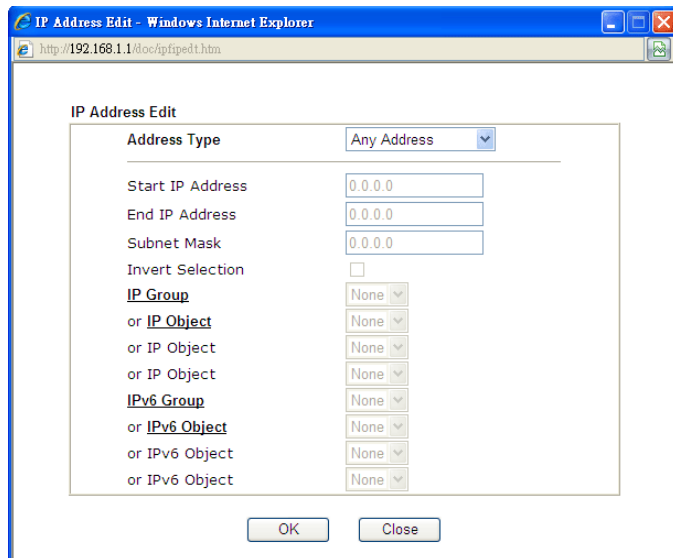 IP Address Edit - Windows Internet Explorer
http://192.168.1.1/doc/ipfipedt.htm
IP Address Edit
Address Type Any Address
Start IP Address 0.0.0.0
End IP Address 0.0.0.0
Subnet Mask 0.0.0.0
Invert Selection
IP Group None
or IP Object None
or IP Object None
or IP Object None
IPv6 Group None
or IPv6 Object None
or IPv6 Object None
or IPv6 Object None
OK Close